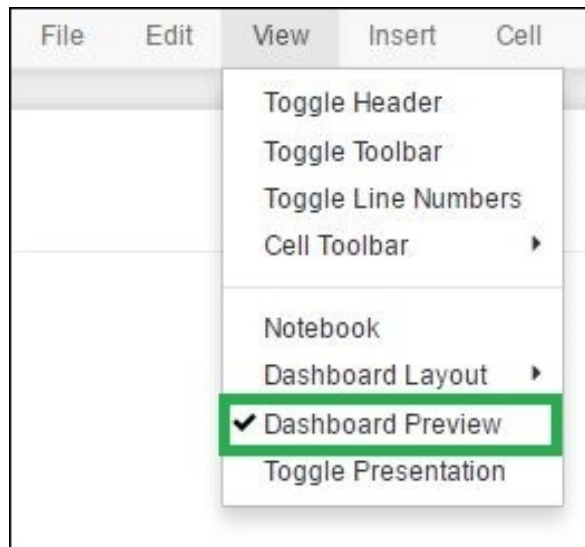 File Edit View Insert Cell
Toggle Header
Toggle Toolbar
Toggle Line Numbers
Cell Toolbar
Notebook
Dashboard Layout
Dashboard Preview
Toggle Presentation